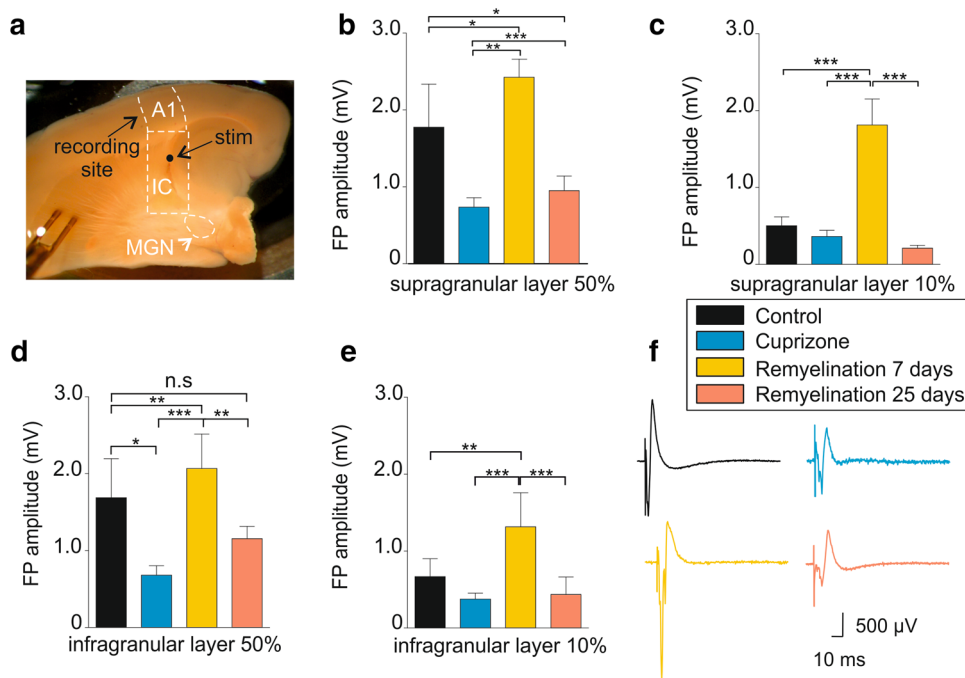 a
A1
recording
site
stim
IC
MGN
b
*
*
***
**
3.0
2.0
1.0
0
FP amplitude (mV)
supragranular layer 50%
c
***
***
***
3.0
2.0
1.0
0
FP amplitude (mV)
supragranular layer 10%
Control
Cuprizone
Remyelination 7 days
Remyelination 25 days
d
n.s
**
***
**
*
3.0
2.0
1.0
0
FP amplitude (mV)
infragranular layer 50%
e
**
***
***
3.0
2.0
1.0
0
FP amplitude (mV)
infragranular layer 10%
f
500 µV
10 ms